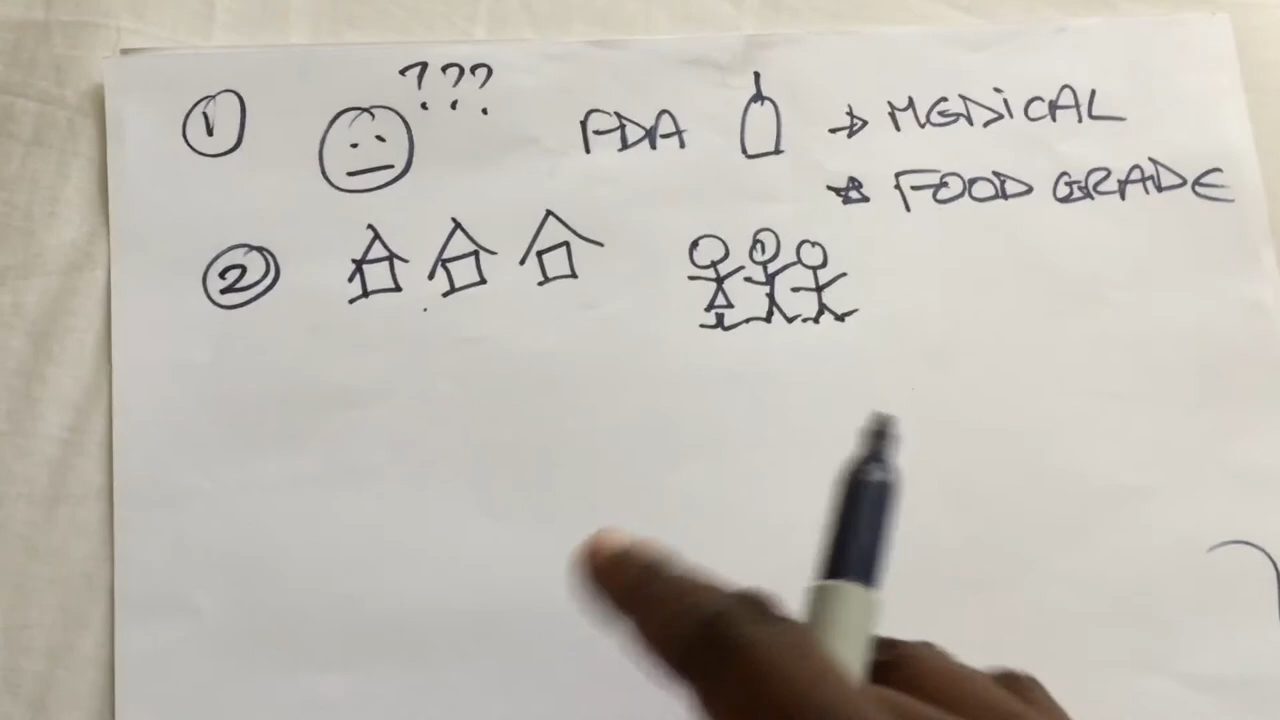 1 ??? FDA → MEDICAL
→ FOOD GRADE
2